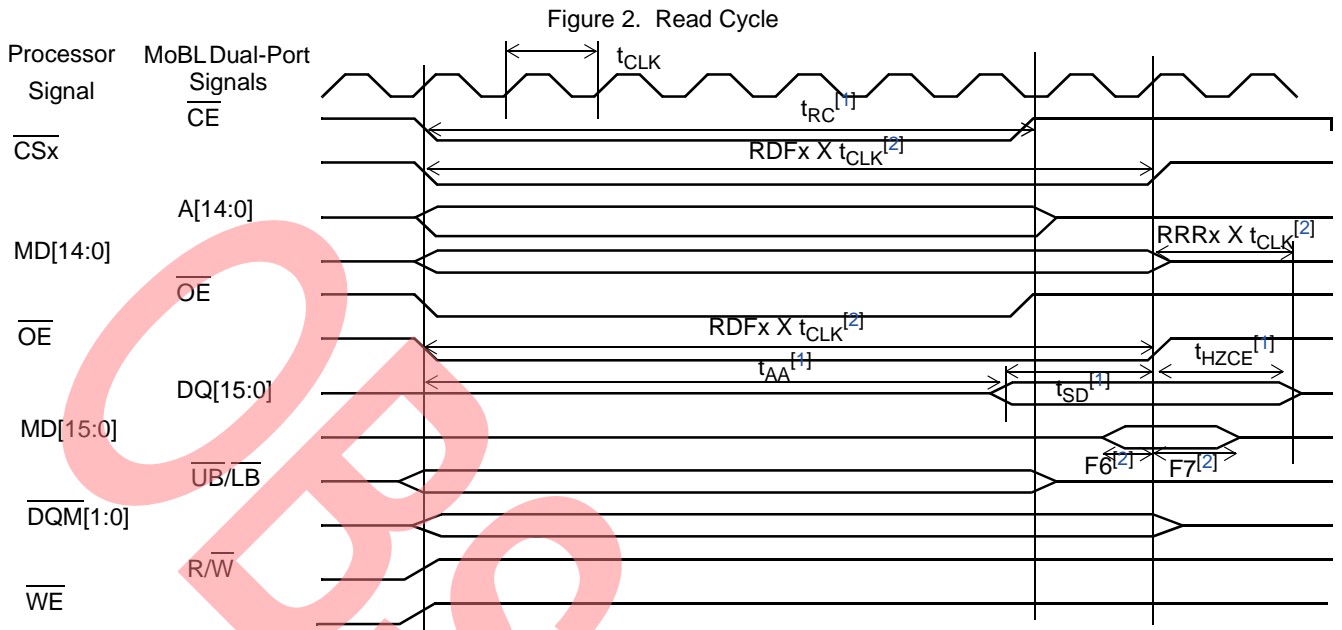 Figure 2. Read Cycle
Processor Signal
MoBL Dual-Port Signals
tCLK
CE
tRC[1]
CSx
RDFx X tCLK[2]
A[14:0]
MD[14:0]
RRRx X tCLK[2]
OE
OE
RDFx X tCLK[2]
tHZCE[1]
tAA[1]
DQ[15:0]
tSD[1]
MD[15:0]
F6[2]
F7[2]
UB/LB
DQM[1:0]
R/W
WE